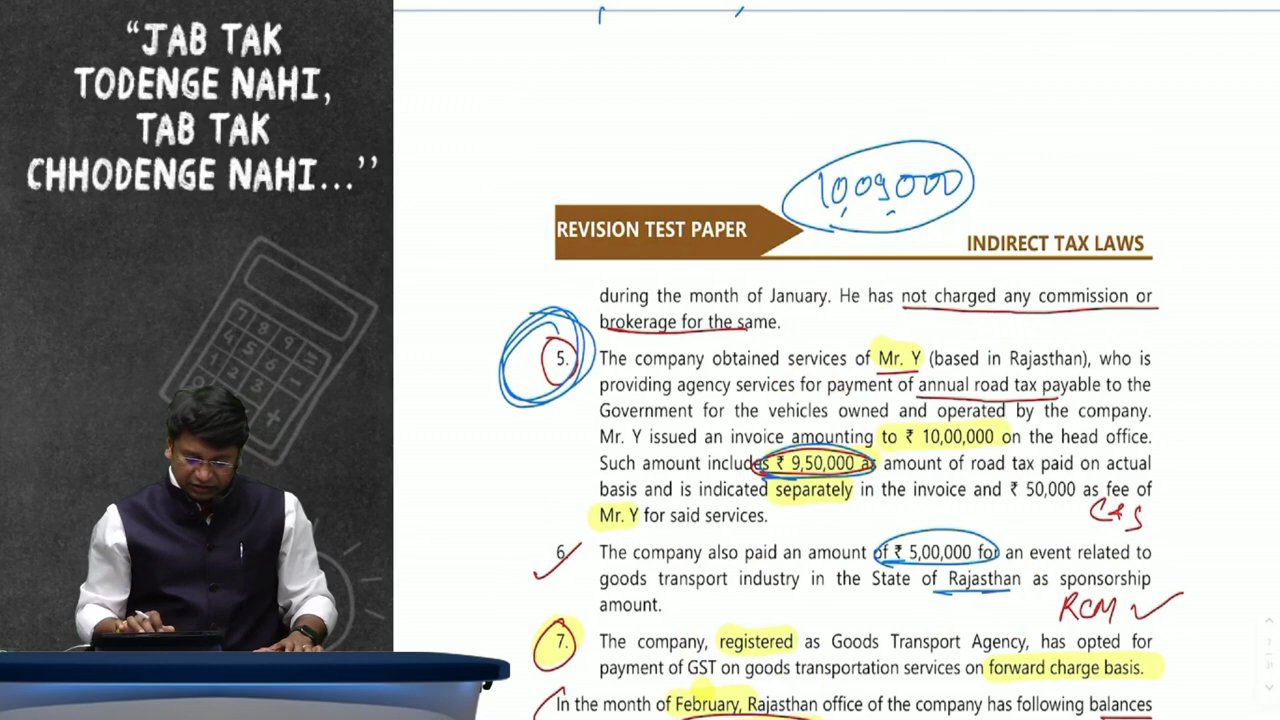 “JAB TAK
TODENGE NAHI,
TAB TAK
CHHODENGE NAHI...’’
10,09,000
REVISION TEST PAPER
INDIRECT TAX LAWS
during the month of January. He has not charged any commission or
brokerage for the same.
5. The company obtained services of Mr. Y (based in Rajasthan), who is
providing agency services for payment of annual road tax payable to the
Government for the vehicles owned and operated by the company.
Mr. Y issued an invoice amounting to ₹ 10,00,000 on the head office.
Such amount includes ₹ 9,50,000 as amount of road tax paid on actual
basis and is indicated separately in the invoice and ₹ 50,000 as fee of
Mr. Y for said services.
C+S
6. The company also paid an amount of ₹ 5,00,000 for an event related to
goods transport industry in the State of Rajasthan as sponsorship
amount.
RCM
7. The company, registered as Goods Transport Agency, has opted for
payment of GST on goods transportation services on forward charge basis.
In the month of February, Rajasthan office of the company has following balances